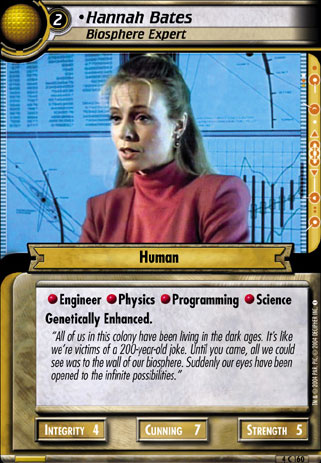 2
•Hannah Bates
Biosphere Expert
Human
Engineer Physics Programming Science
Genetically Enhanced.
"All of us in this colony have been living in the dark ages. It's like
we're victims of a 200-year-old joke. Until you came, all we could
see was to the wall of our biosphere. Suddenly our eyes have been
opened to the infinite possibilities."
INTEGRITY 4
CUNNING 7
STRENGTH 5
4 C 60